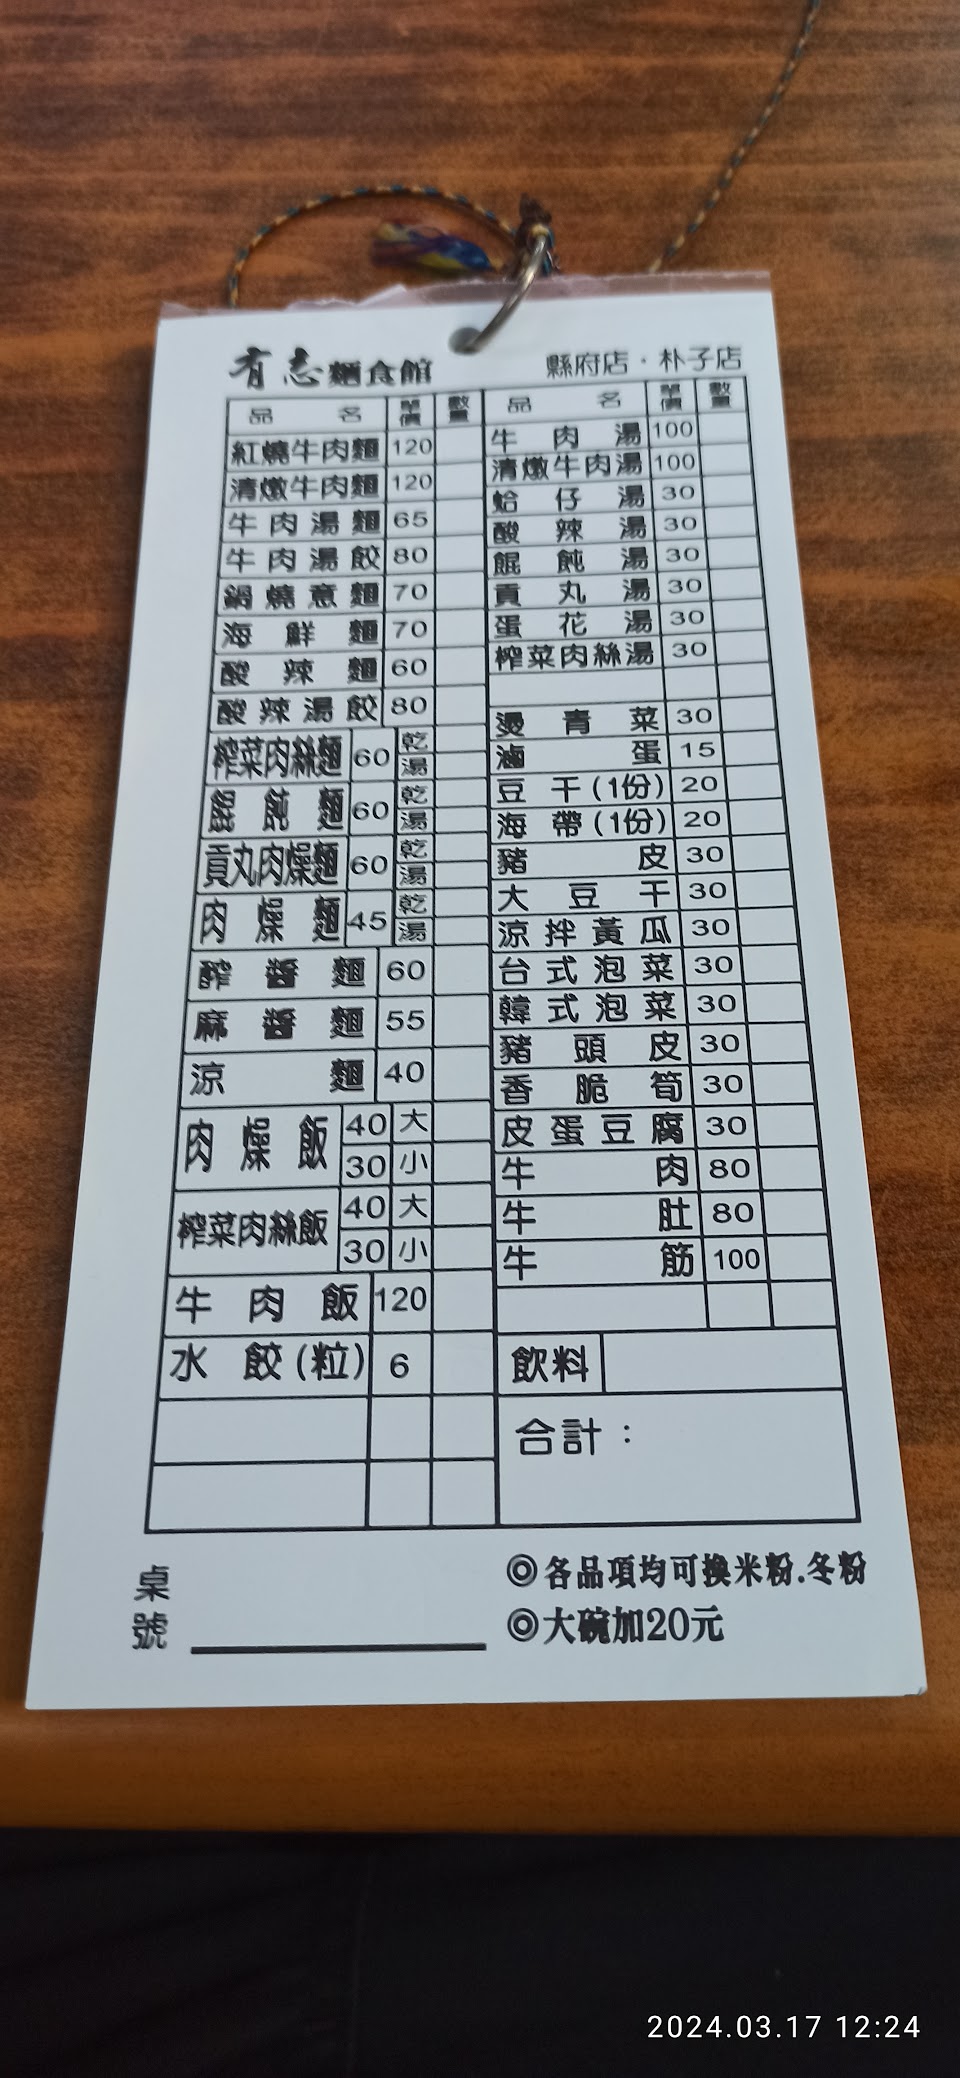 有志麵食館
縣府店・朴子店
品名 單價 數量
紅燒牛肉麵 120
清燉牛肉麵 120
牛肉湯麵 65
牛肉湯餃 80
鍋燒意麵 70
海鮮麵 70
酸辣麵 60
酸辣湯餃 80
榨菜肉絲麵 60 乾 湯
餛飩麵 60 乾 湯
貢丸肉燥麵 60 乾 湯
肉燥麵 45 乾 湯
醡醬麵 60
麻醬麵 55
涼麵 40
肉燥飯 40 大 30 小
榨菜肉絲飯 40 大 30 小
牛肉飯 120
水餃(粒) 6
品名 單價 數量
牛肉湯 100
清燉牛肉湯 100
蛤仔湯 30
酸辣湯 30
餛飩湯 30
貢丸湯 30
蛋花湯 30
榨菜肉絲湯 30
燙青菜 30
滷蛋 15
豆干(1份) 20
海帶(1份) 20
豬皮 30
大豆干 30
涼拌黃瓜 30
台式泡菜 30
韓式泡菜 30
豬頭皮 30
香脆筍 30
皮蛋豆腐 30
牛肉 80
牛肚 80
牛筋 100
飲料
合計：
桌號
◎各品項均可換米粉.冬粉
◎大碗加20元
2024.03.17 12:24